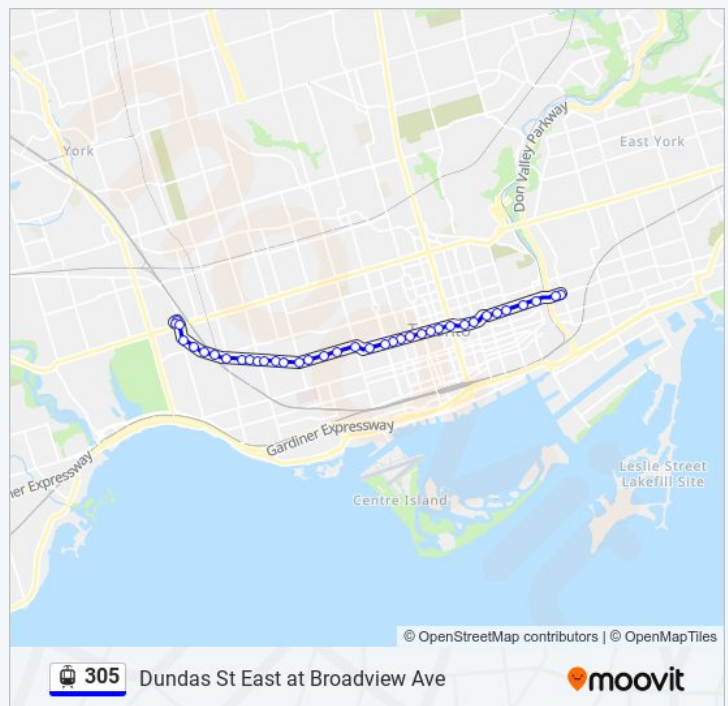 York
East York
Don Valley Parkway
Toronto
Gardiner Expressway
ner Expressway
Centre Island
Leslie Street
Lakefill Site
© OpenStreetMap contributors | © OpenMapTiles
305 Dundas St East at Broadview Ave
moovit